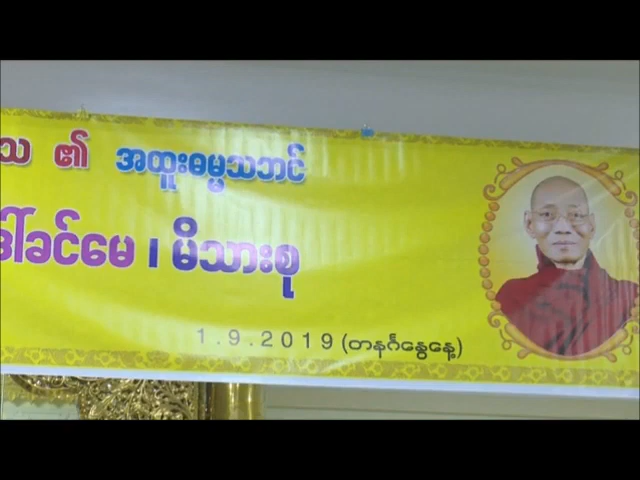 ၏ အထူးဓမ္မသဘင်
ဒေါ်ခင်မေ ၊ မိသားစု
1.9.2019 (တနင်္ဂနွေနေ့)